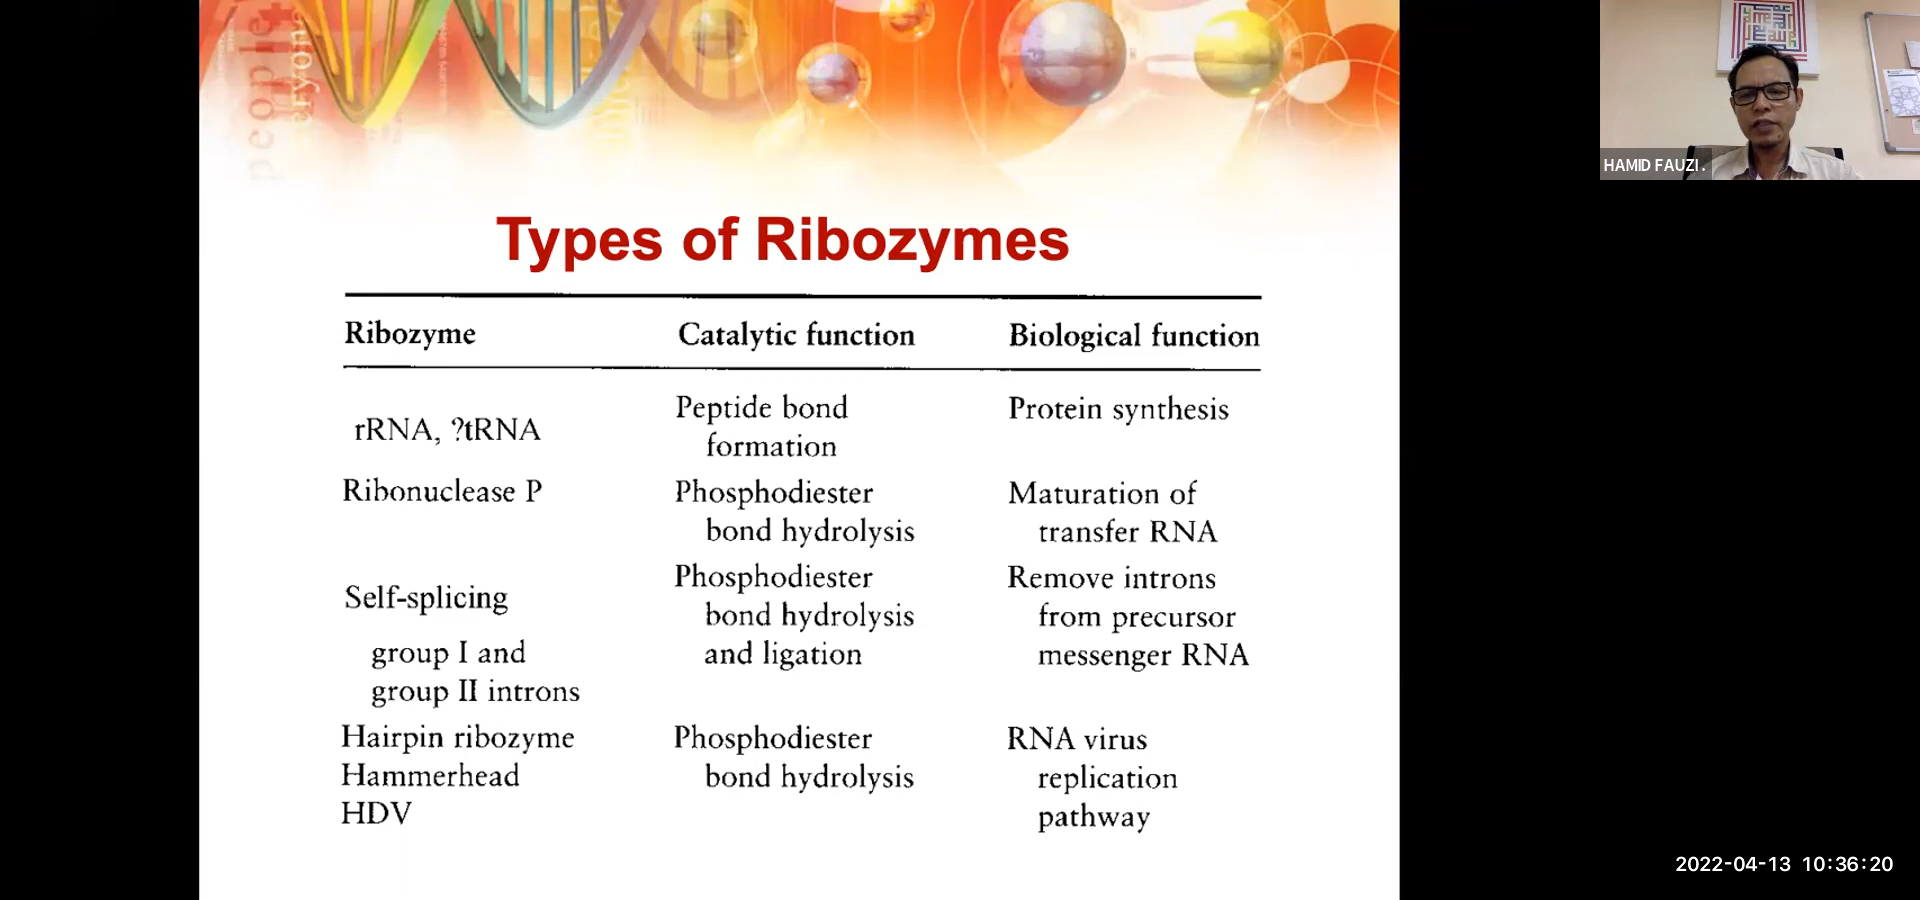 people
eryon
HAMID FAUZI .
Types of Ribozymes
Ribozyme Catalytic function Biological function
rRNA, ?tRNA
Peptide bond
formation
Protein synthesis
Ribonuclease P
Phosphodiester
bond hydrolysis
Maturation of
transfer RNA
Self-splicing
group I and
group II introns
Phosphodiester
bond hydrolysis
and ligation
Remove introns
from precursor
messenger RNA
Hairpin ribozyme
Hammerhead
HDV
Phosphodiester
bond hydrolysis
RNA virus
replication
pathway
2022-04-13 10:36:20